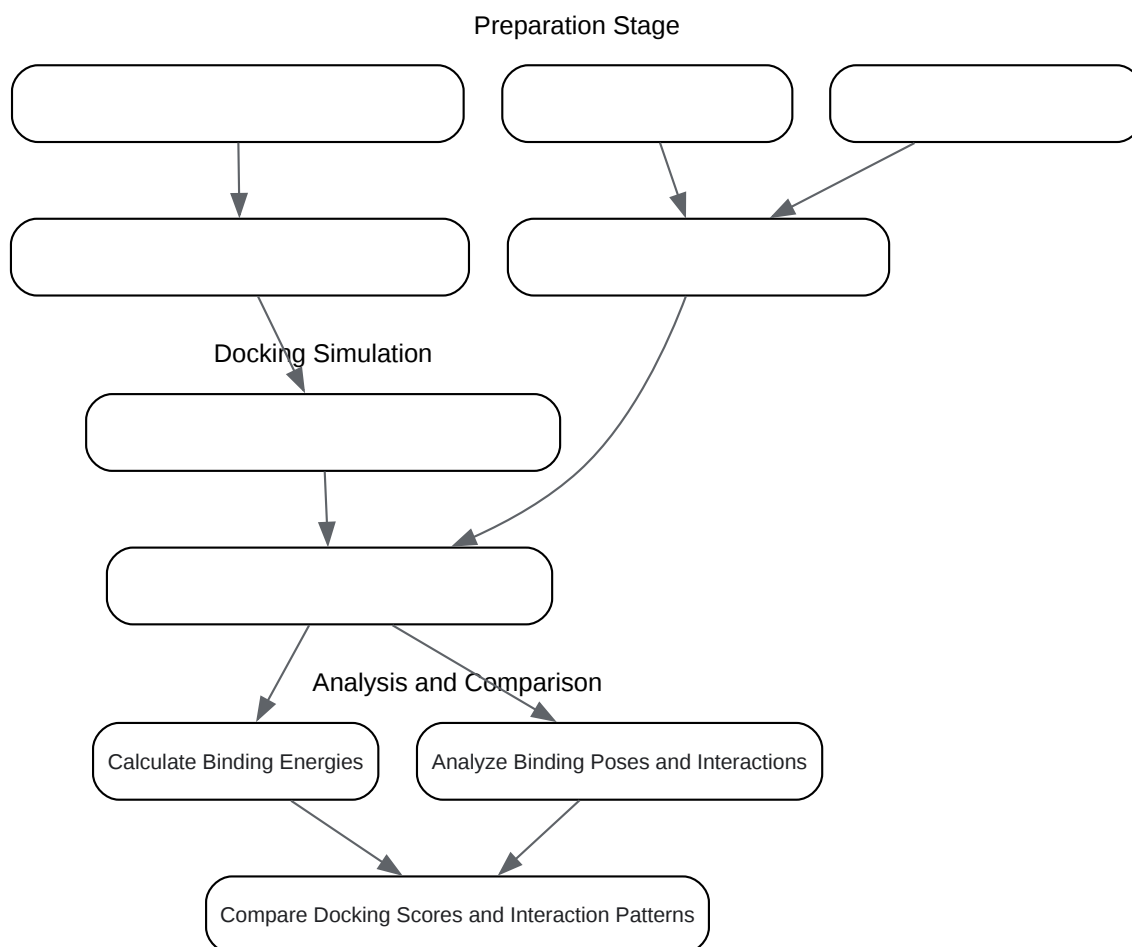 Preparation Stage
Docking Simulation
Analysis and Comparison
Calculate Binding Energies
Analyze Binding Poses and Interactions
Compare Docking Scores and Interaction Patterns